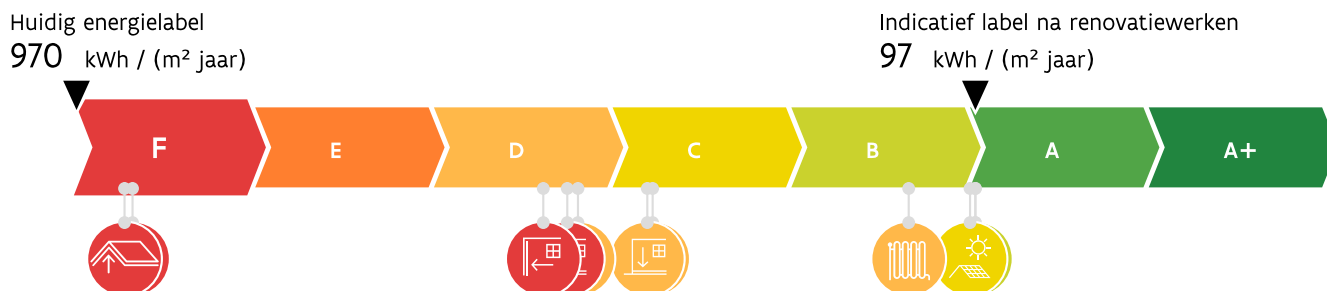 Huidig energielabel
970 kWh / (m² jaar)
Indicatief label na renovatiewerken
97 kWh / (m² jaar)
F E D C B A A+